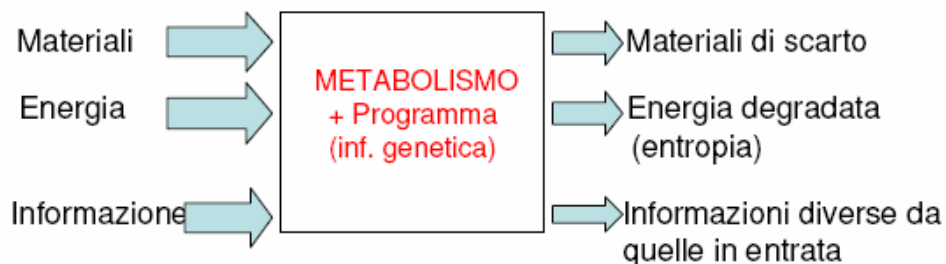 Materiali
Energia
Informazione
METABOLISMO
+ Programma
(inf. genetica)
Materiali di scarto
Energia degradata
(entropia)
Informazioni diverse da
quelle in entrata